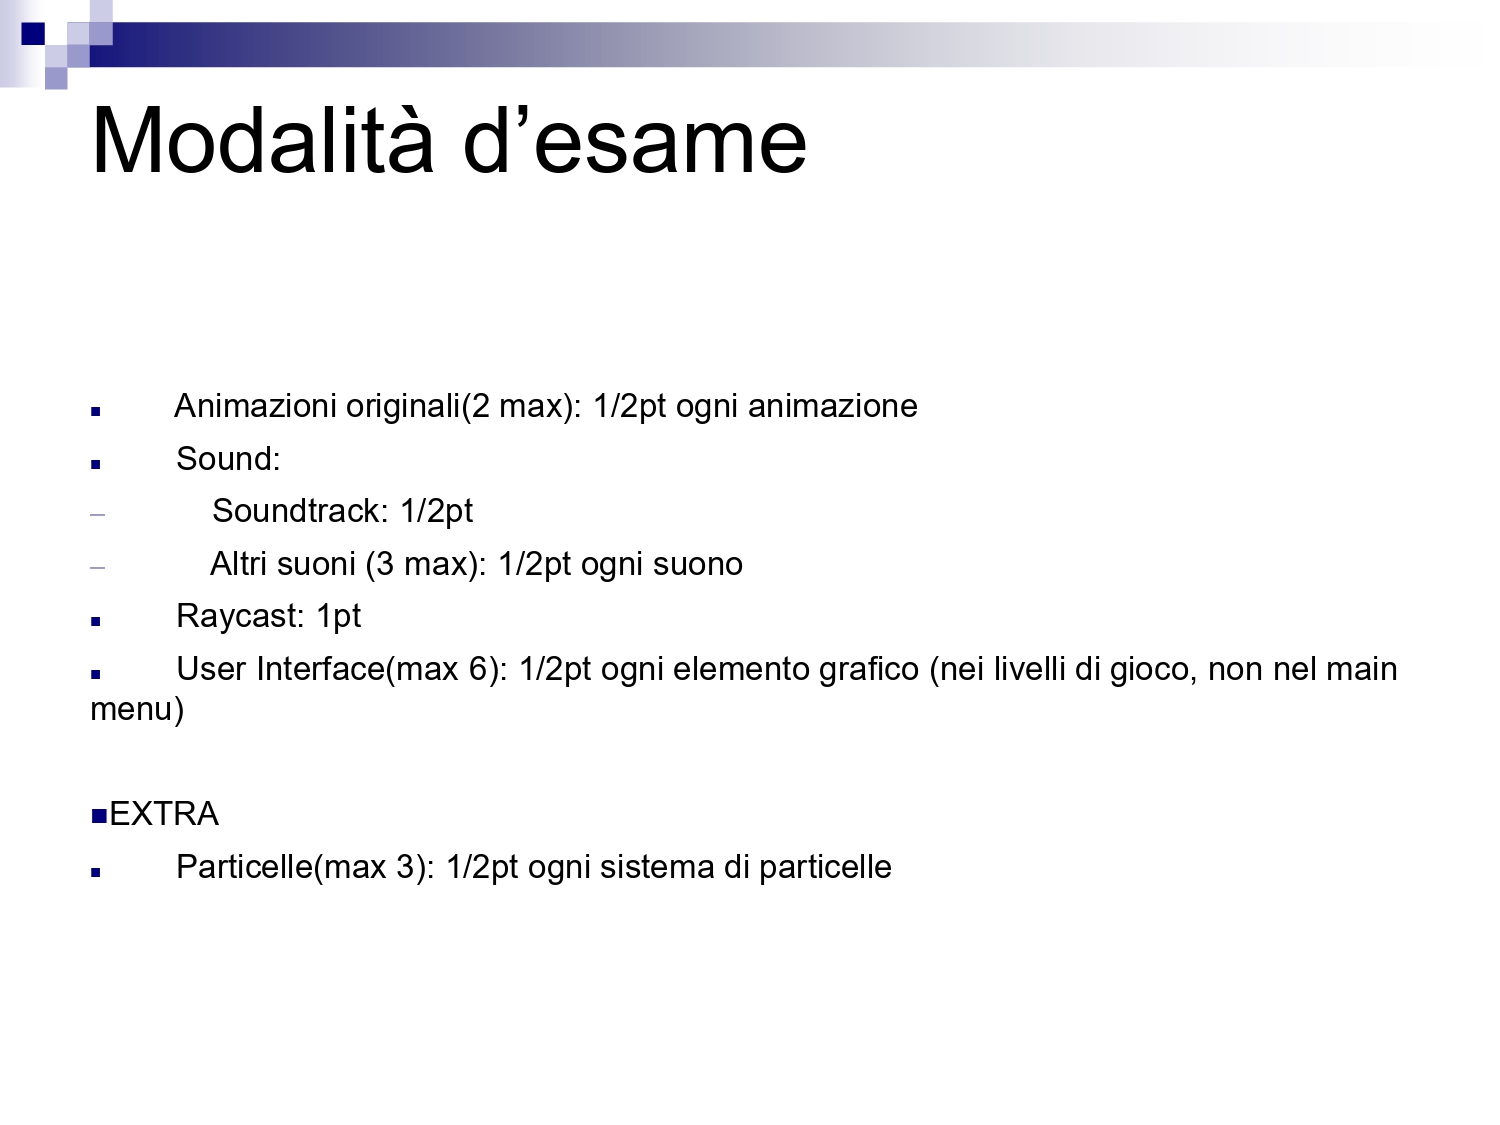 Modalità d’esame
Animazioni originali(2 max): 1/2pt ogni animazione
Sound:
Soundtrack: 1/2pt
Altri suoni (3 max): 1/2pt ogni suono
Raycast: 1pt
User Interface(max 6): 1/2pt ogni elemento grafico (nei livelli di gioco, non nel main
menu)
EXTRA
Particelle(max 3): 1/2pt ogni sistema di particelle